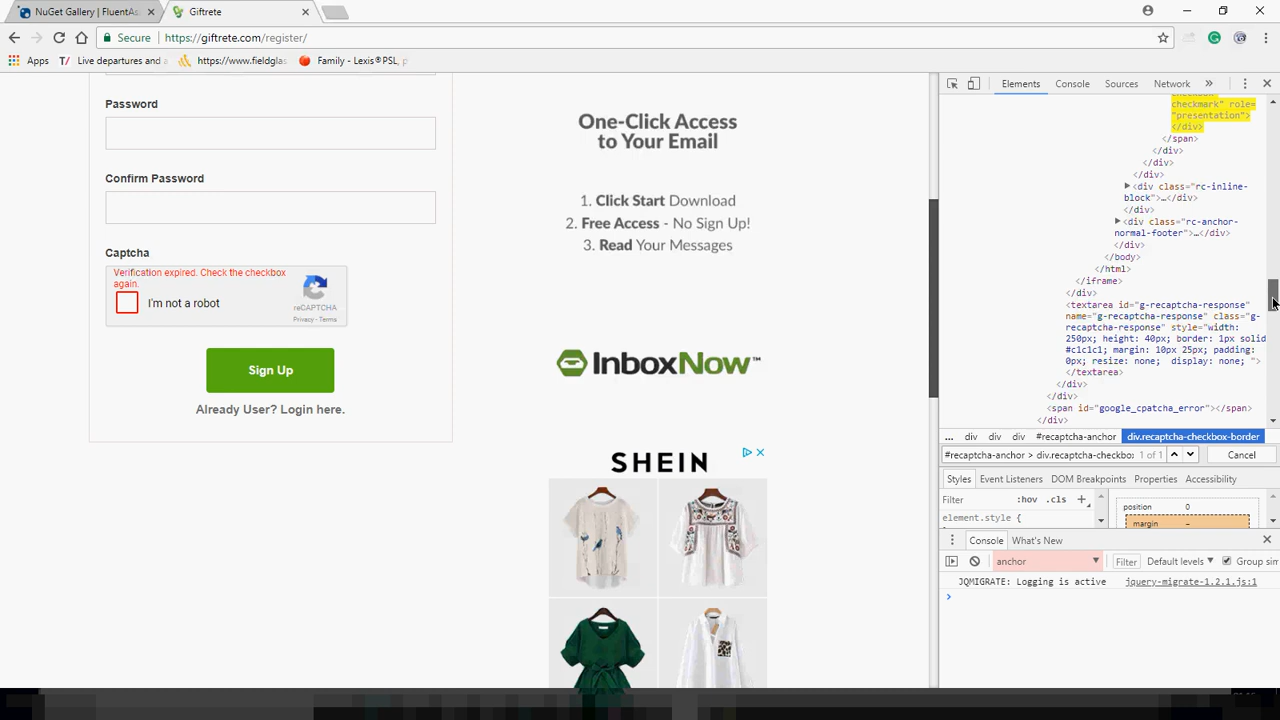 NuGet Gallery | FluentAs
Giftrete
Secure
https://giftrete.com/register/
Apps
Live departures and a
https://www.fieldglas
Family - Lexis®PSL, p
Password
Confirm Password
Captcha
Verification expired. Check the checkbox
again.
I'm not a robot
reCAPTCHA
Privacy - Terms
Sign Up
Already User? Login here.
One-Click Access
to Your Email
1. Click Start Download
2. Free Access - No Sign Up!
3. Read Your Messages
InboxNow™
SHEIN
Elements Console Sources Network »
checkmark" role=
"presentation">
</div>
</span>
</div>
</div>
</div>
<div class="rc-inline-
block">…</div>
</div>
<div class="rc-anchor-
normal-footer">…</div>
</div>
</body>
</html>
</iframe>
</div>
<textarea id="g-recaptcha-response"
name="g-recaptcha-response" class="g-
recaptcha-response" style="width:
250px; height: 40px; border: 1px solid
#c1c1c1; margin: 10px 25px; padding:
0px; resize: none; display: none; ">
</textarea>
</div>
</div>
<span id="google_cpatcha_error"></span>
</div>
... div div div #recaptcha-anchor div.recaptcha-checkbox-border
#recaptcha-anchor > div.recaptcha-checkbo: 1 of 1 Cancel
Styles Event Listeners DOM Breakpoints Properties Accessibility
Filter :hov .cls +
element.style {
position 0
margin –
Console What's New
anchor Filter Default levels Group sim
JQMIGRATE: Logging is active jquery-migrate-1.2.1.js:1
>